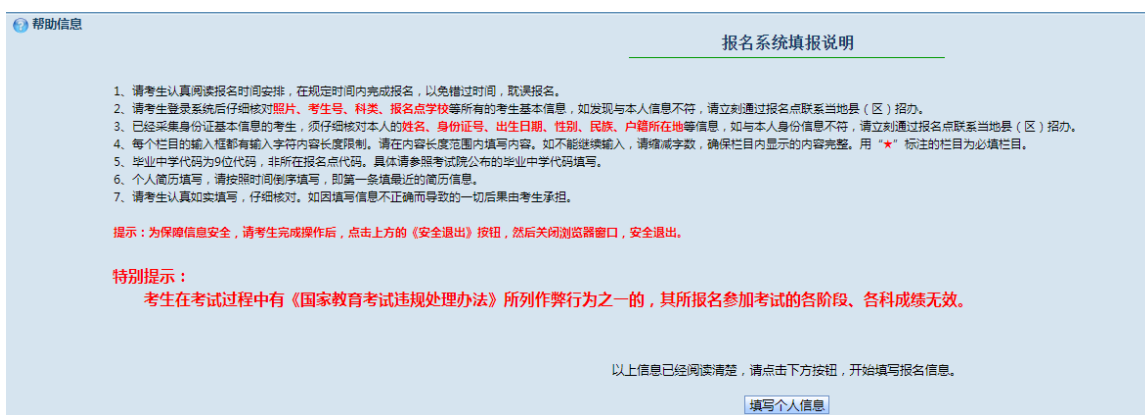 帮助信息
报名系统填报说明
1、请考生认真阅读报名时间安排，在规定时间内完成报名，以免错过时间，耽误报名。
2、请考生登录系统后仔细核对照片、考生号、科类、报名点学校等所有的考生基本信息，如发现与本人信息不符，请立刻通过报名点联系当地县（区）招办。
3、已经采集身份证基本信息的考生，须仔细核对本人的姓名、身份证号、出生日期、性别、民族、户籍所在地等信息，如与本人身份信息不符，请立刻通过报名点联系当地县（区）招办。
4、每个栏目的输入框都有输入字符内容长度限制。请在内容长度范围内填写内容。如不能继续输入，请缩减字数，确保栏目内显示的内容完整。用“★”标注的栏目为必填栏目。
5、毕业中学代码为9位代码，非所在报名点代码。具体请参照考试院公布的毕业中学代码填写。
6、个人简历填写，请按照时间倒序填写，即第一条填最近的简历信息。
7、请考生认真如实填写，仔细核对。如因填写信息不正确而导致的一切后果由考生承担。
提示：为保障信息安全，请考生完成操作后，点击上方的《安全退出》按钮，然后关闭浏览器窗口，安全退出。
特别提示：
考生在考试过程中有《国家教育考试违规处理办法》所列作弊行为之一的，其所报名参加考试的各阶段、各科成绩无效。
以上信息已经阅读清楚，请点击下方按钮，开始填写报名信息。
填写个人信息